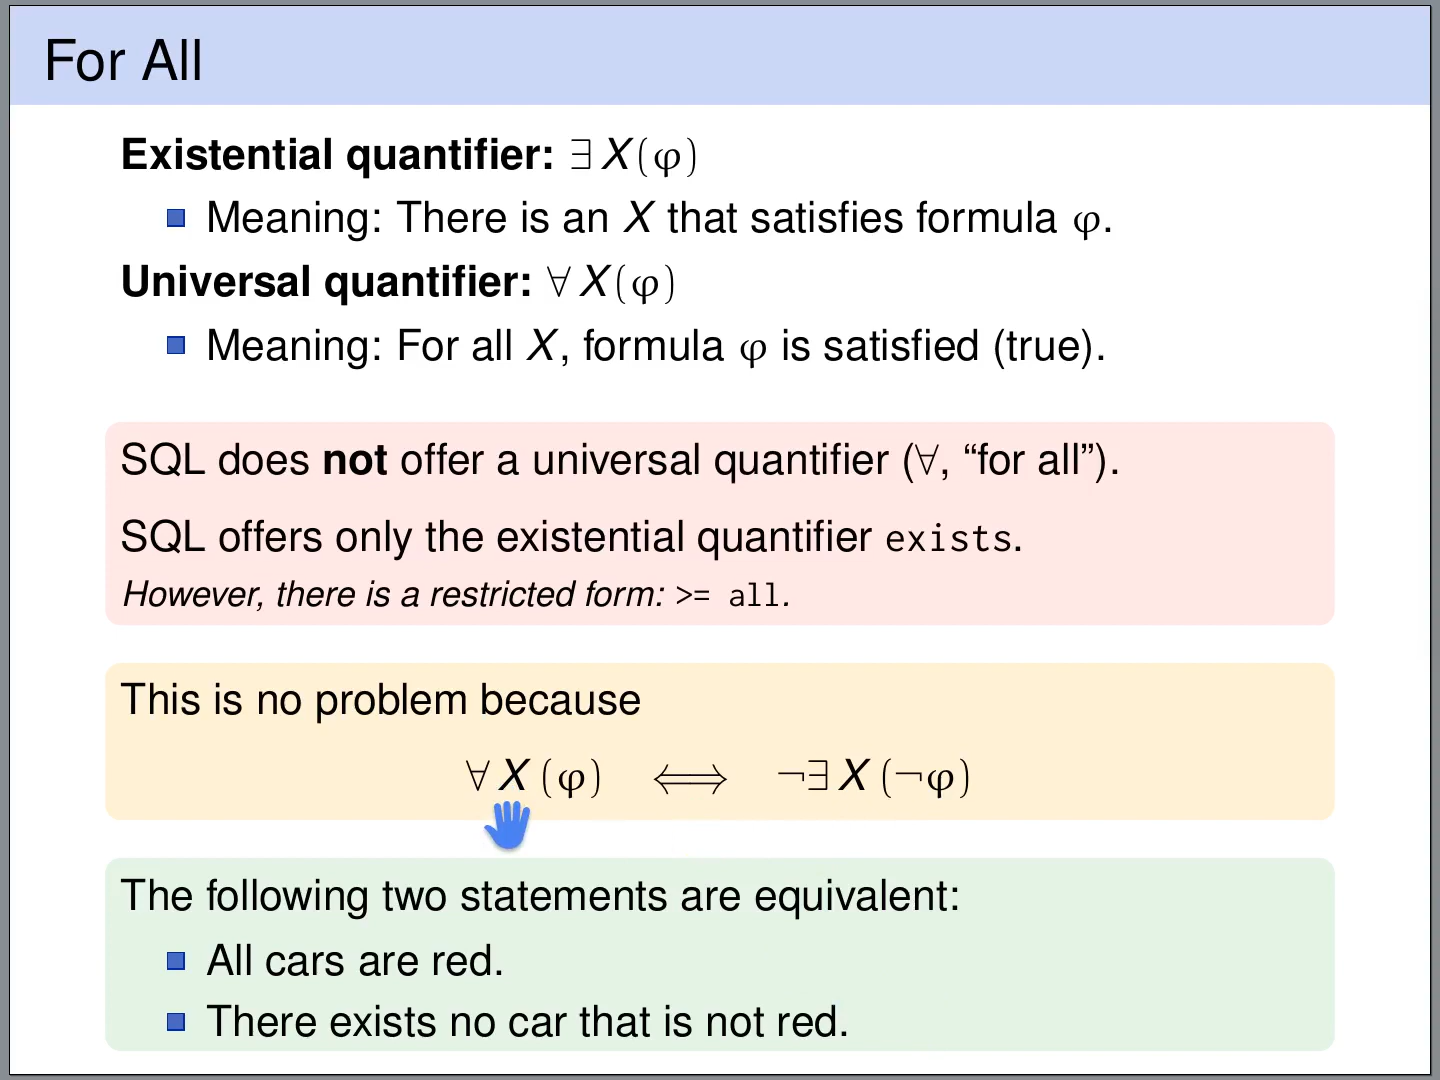 For All
Existential quantifier: ∃ X(φ)
Meaning: There is an X that satisfies formula φ.
Universal quantifier: ∀ X(φ)
Meaning: For all X, formula φ is satisfied (true).
SQL does not offer a universal quantifier (∀, “for all”).
SQL offers only the existential quantifier exists.
However, there is a restricted form: >= all.
This is no problem because
∀ X (φ) ⟺ ¬∃ X (¬φ)
The following two statements are equivalent:
All cars are red.
There exists no car that is not red.